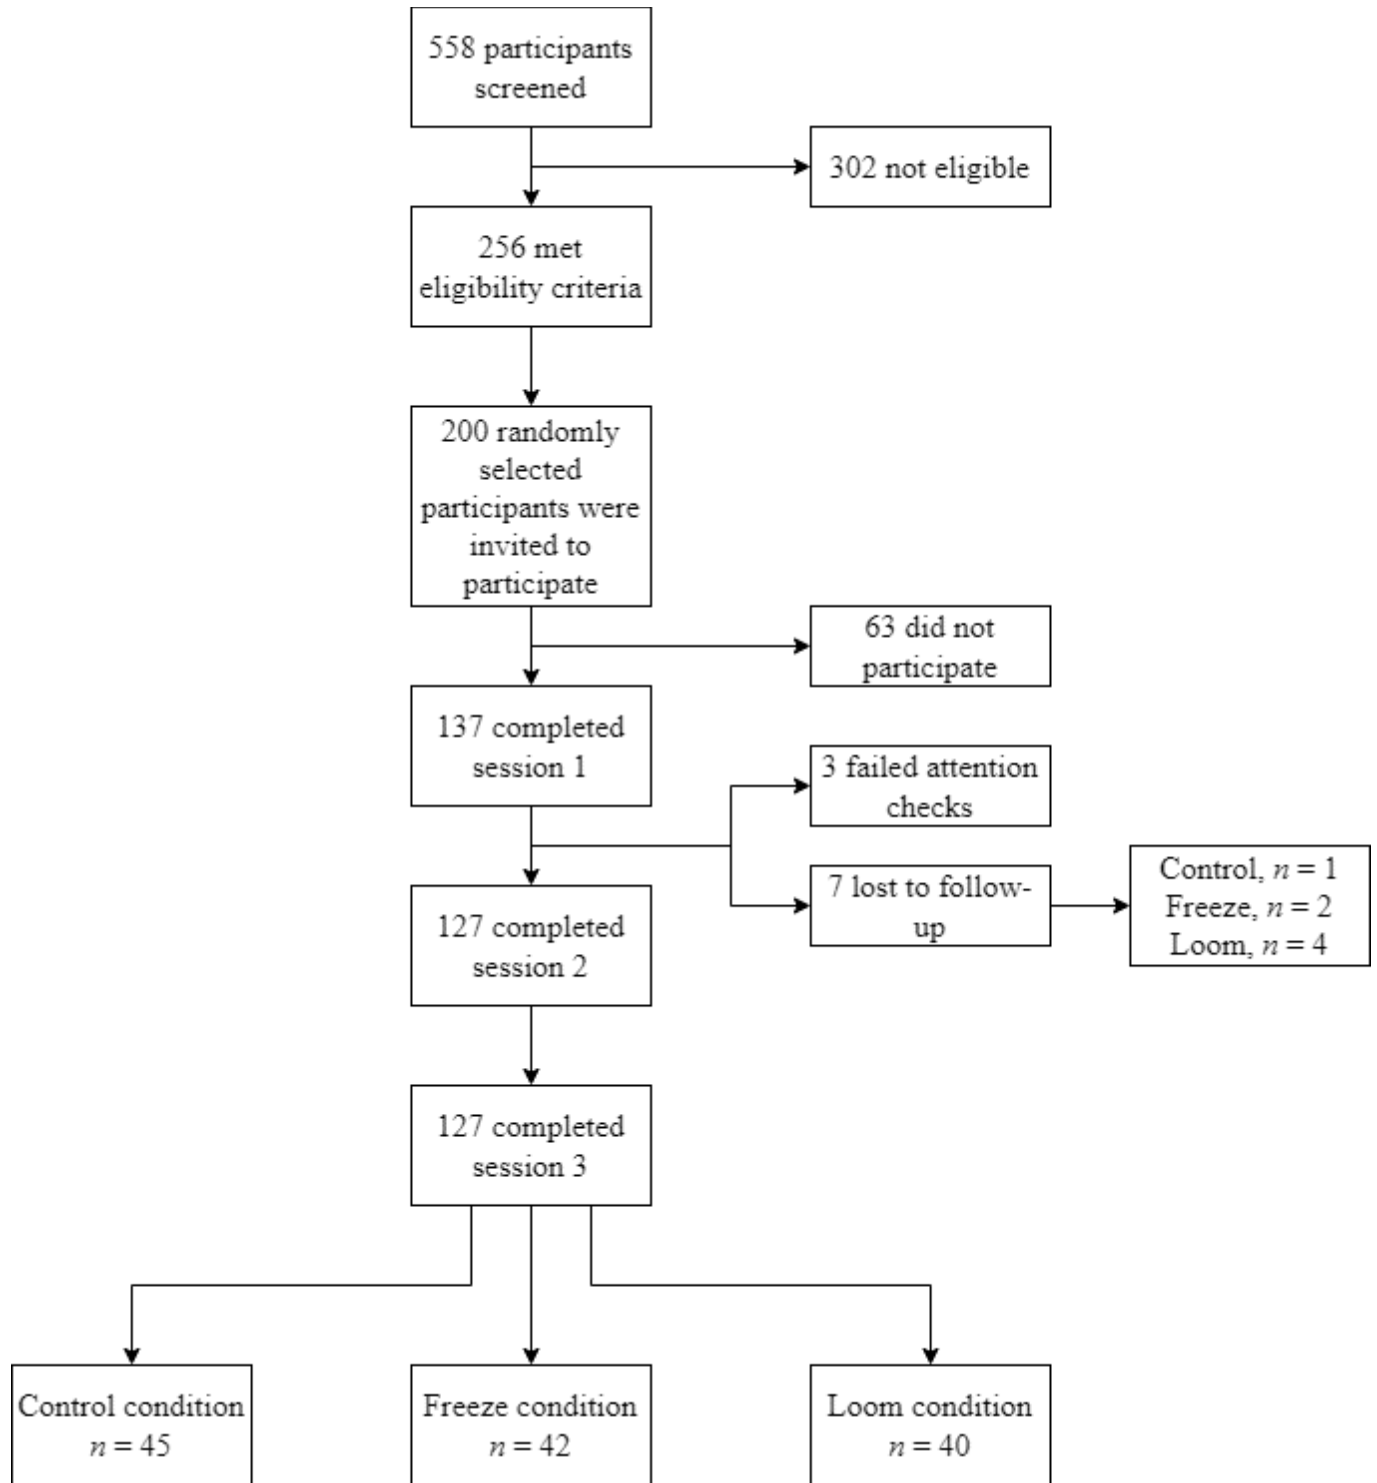 558 participants
screened
302 not eligible
256 met
eligibility criteria
200 randomly
selected
participants were
invited to
participate
63 did not
participate
137 completed
session 1
3 failed attention
checks
7 lost to follow-
up
Control, n = 1
Freeze, n = 2
Loom, n = 4
127 completed
session 2
127 completed
session 3
Control condition
n = 45
Freeze condition
n = 42
Loom condition
n = 40